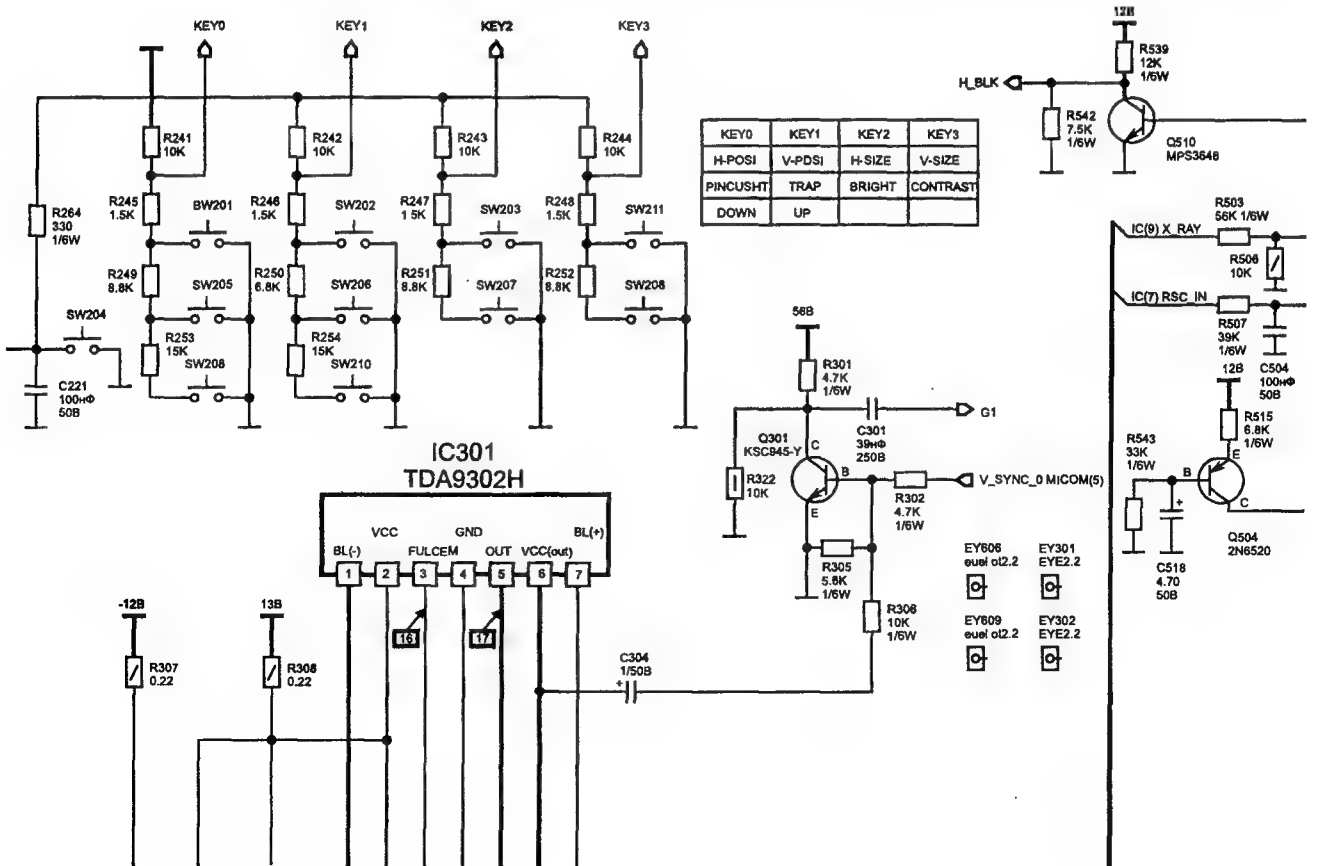 KEY0
KEY1
KEY2
KEY3
R241
10K
R242
10K
R243
10K
R244
10K
R245
1.5K
BW201
R246
1.5K
SW202
R247
1 5K
SW203
R248
1.5K
SW211
R264
330
1/6W
R249
8.8K
SW205
R250
6.8K
SW206
R251
8.8K
SW207
R252
8.8K
SW208
SW204
R253
15K
SW208
R254
15K
SW210
C221
100нФ
50В
KEY0 KEY1 KEY2 KEY3
H-POSI V-PDSI H-SIZE V-SIZE
PINCUSHT TRAP BRIGHT CONTRAST
DOWN UP
12В
R539
12K
1/6W
H_BLK
R542
7.5K
1/6W
Q510
MPS3646
R503
56K 1/6W
IC(9) X_RAY
R506
10K
IC(7) RSC_IN
R507
39K
1/6W
C504
100нФ
50В
12В
R515
6.8K
1/6W
R543
33K
1/6W
B
E
C
C518
4.70
50В
+
Q504
2N6520
56В
R301
4.7K
1/6W
C301
39нФ
250В
G1
Q301
KSC945-Y
C
B
E
R322
10K
R302
4.7K
1/6W
V_SYNC_0 MICOM(5)
R305
5.6K
1/6W
R306
10K
1/6W
EY606
euel ot2.2
EY301
EYE2.2
EY609
euel ot2.2
EY302
EYE2.2
IC301
TDA9302H
BL(-)
VCC
FULCEM
GND
OUT
VCC(out)
BL(+)
1 2 3 4 5 6 7
-12В
R307
0.22
13В
R308
0.22
16
17
C304
1/50В
+